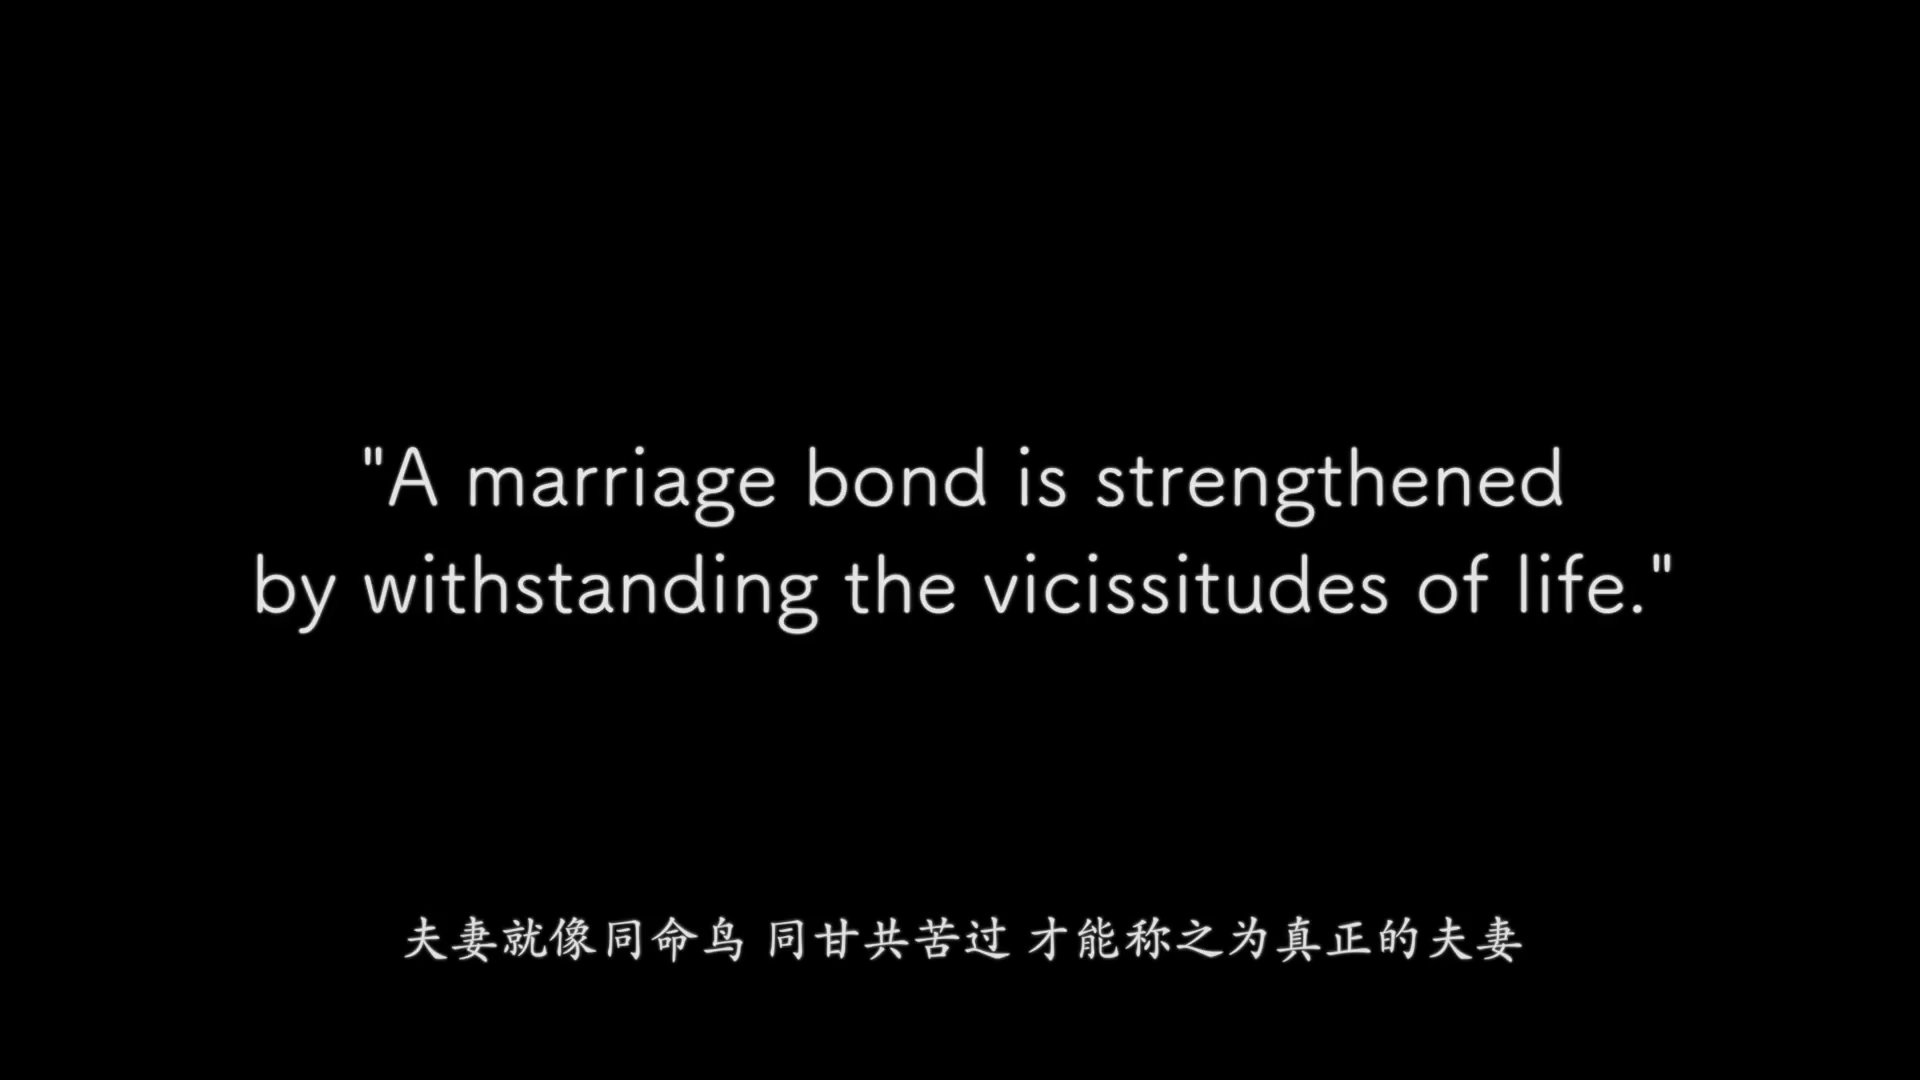 "A marriage bond is strengthened
by withstanding the vicissitudes of life."
夫妻就像同命鸟 同甘共苦过 才能称之为真正的夫妻